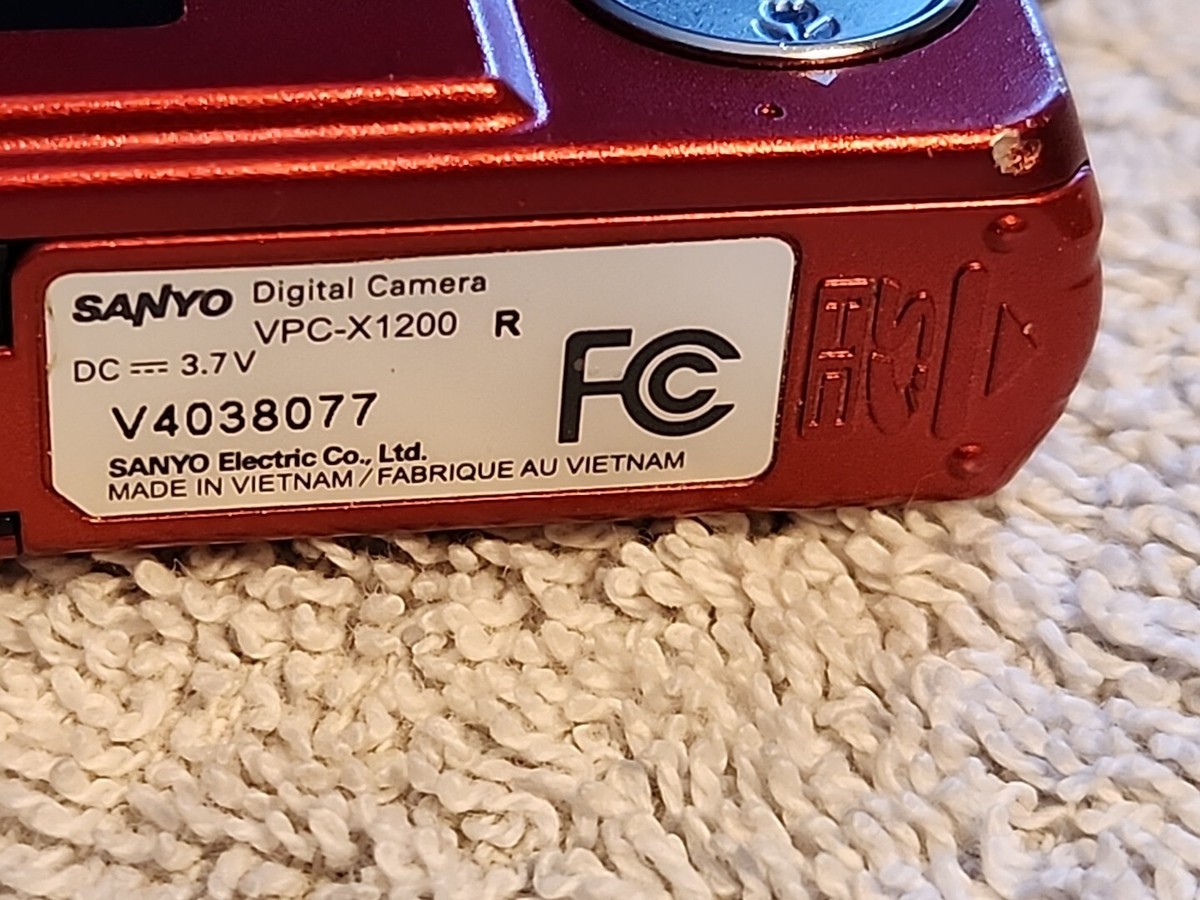 SANYO Digital Camera
VPC-X1200 R
DC ⎓ 3.7V
V4038077
FC
SANYO Electric Co., Ltd.
MADE IN VIETNAM / FABRIQUE AU VIETNAM